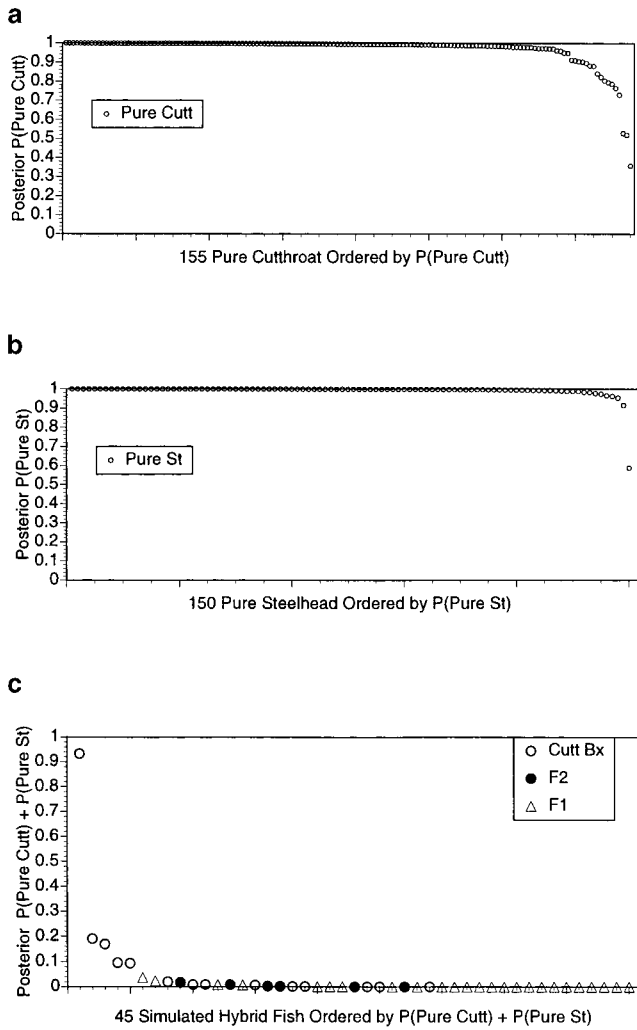 a
Posterior P(Pure Cutt)
1
0.9
0.8
0.7
0.6
0.5
0.4
0.3
0.2
0.1
0
Pure Cutt
155 Pure Cutthroat Ordered by P(Pure Cutt)
b
Posterior P(Pure St)
1
0.9
0.8
0.7
0.6
0.5
0.4
0.3
0.2
0.1
0
Pure St
150 Pure Steelhead Ordered by P(Pure St)
c
Posterior P(Pure Cutt) + P(Pure St)
1
0.9
0.8
0.7
0.6
0.5
0.4
0.3
0.2
0.1
0
Cutt Bx
F2
F1
45 Simulated Hybrid Fish Ordered by P(Pure Cutt) + P(Pure St)